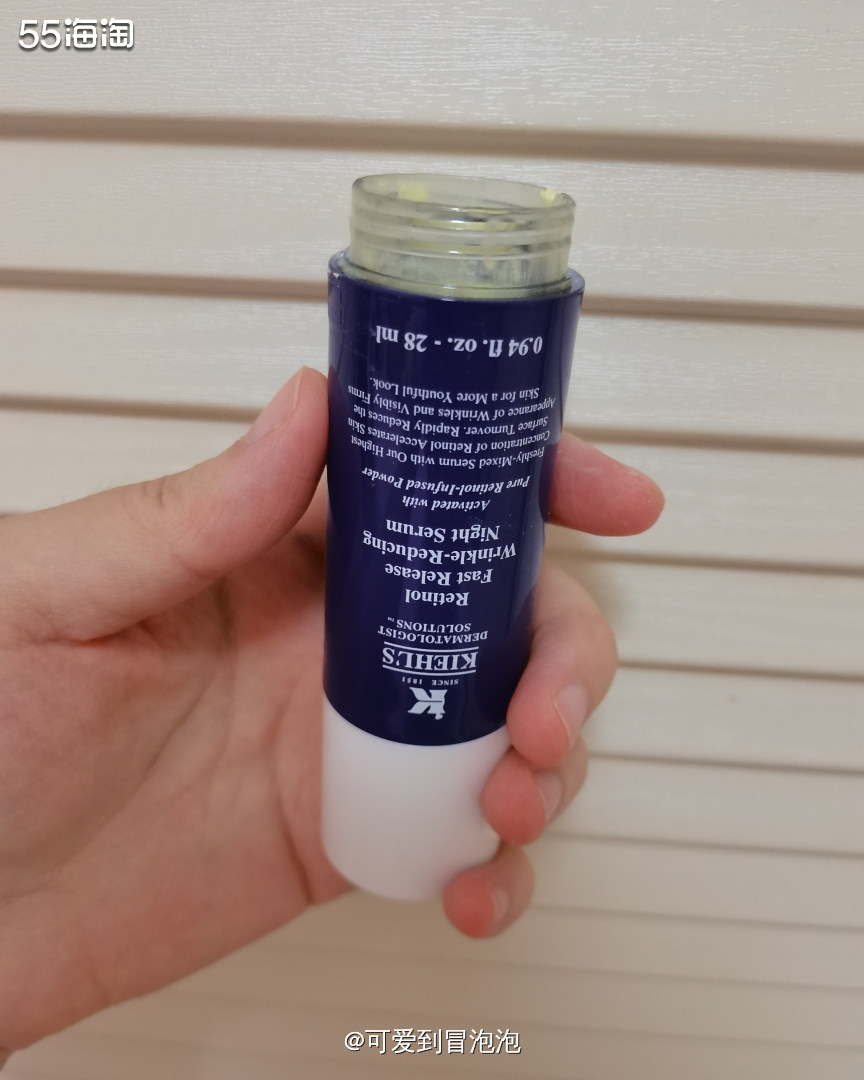 55海淘
0.94 fl. oz. - 28 ml
K
SINCE 1851
KIEHL'S
DERMATOLOGIST
SOLUTIONS™
Retinol
Fast Release
Wrinkle-Reducing
Night Serum
Activated with
Pure Retinol-Infused Powder
Freshly-Mixed Serum with Our Highest
Concentration of Retinol Accelerates Skin
Surface Turnover. Rapidly Reduces the
Appearance of Wrinkles and Visibly Firms
Skin for a More Youthful Look.
@可爱到冒泡泡